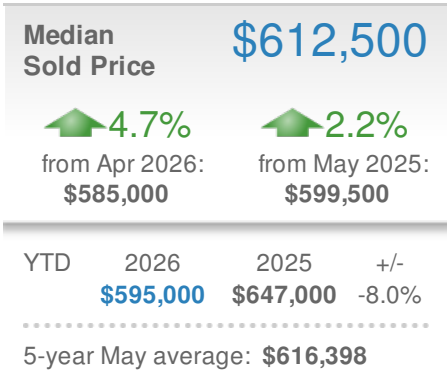 Median
Sold Price
$612,500
4.7% 2.2%
from Apr 2026: from May 2025:
$585,000 $599,500
YTD 2026 2025 +/-
$595,000 $647,000 -8.0%
5-year May average: $616,398